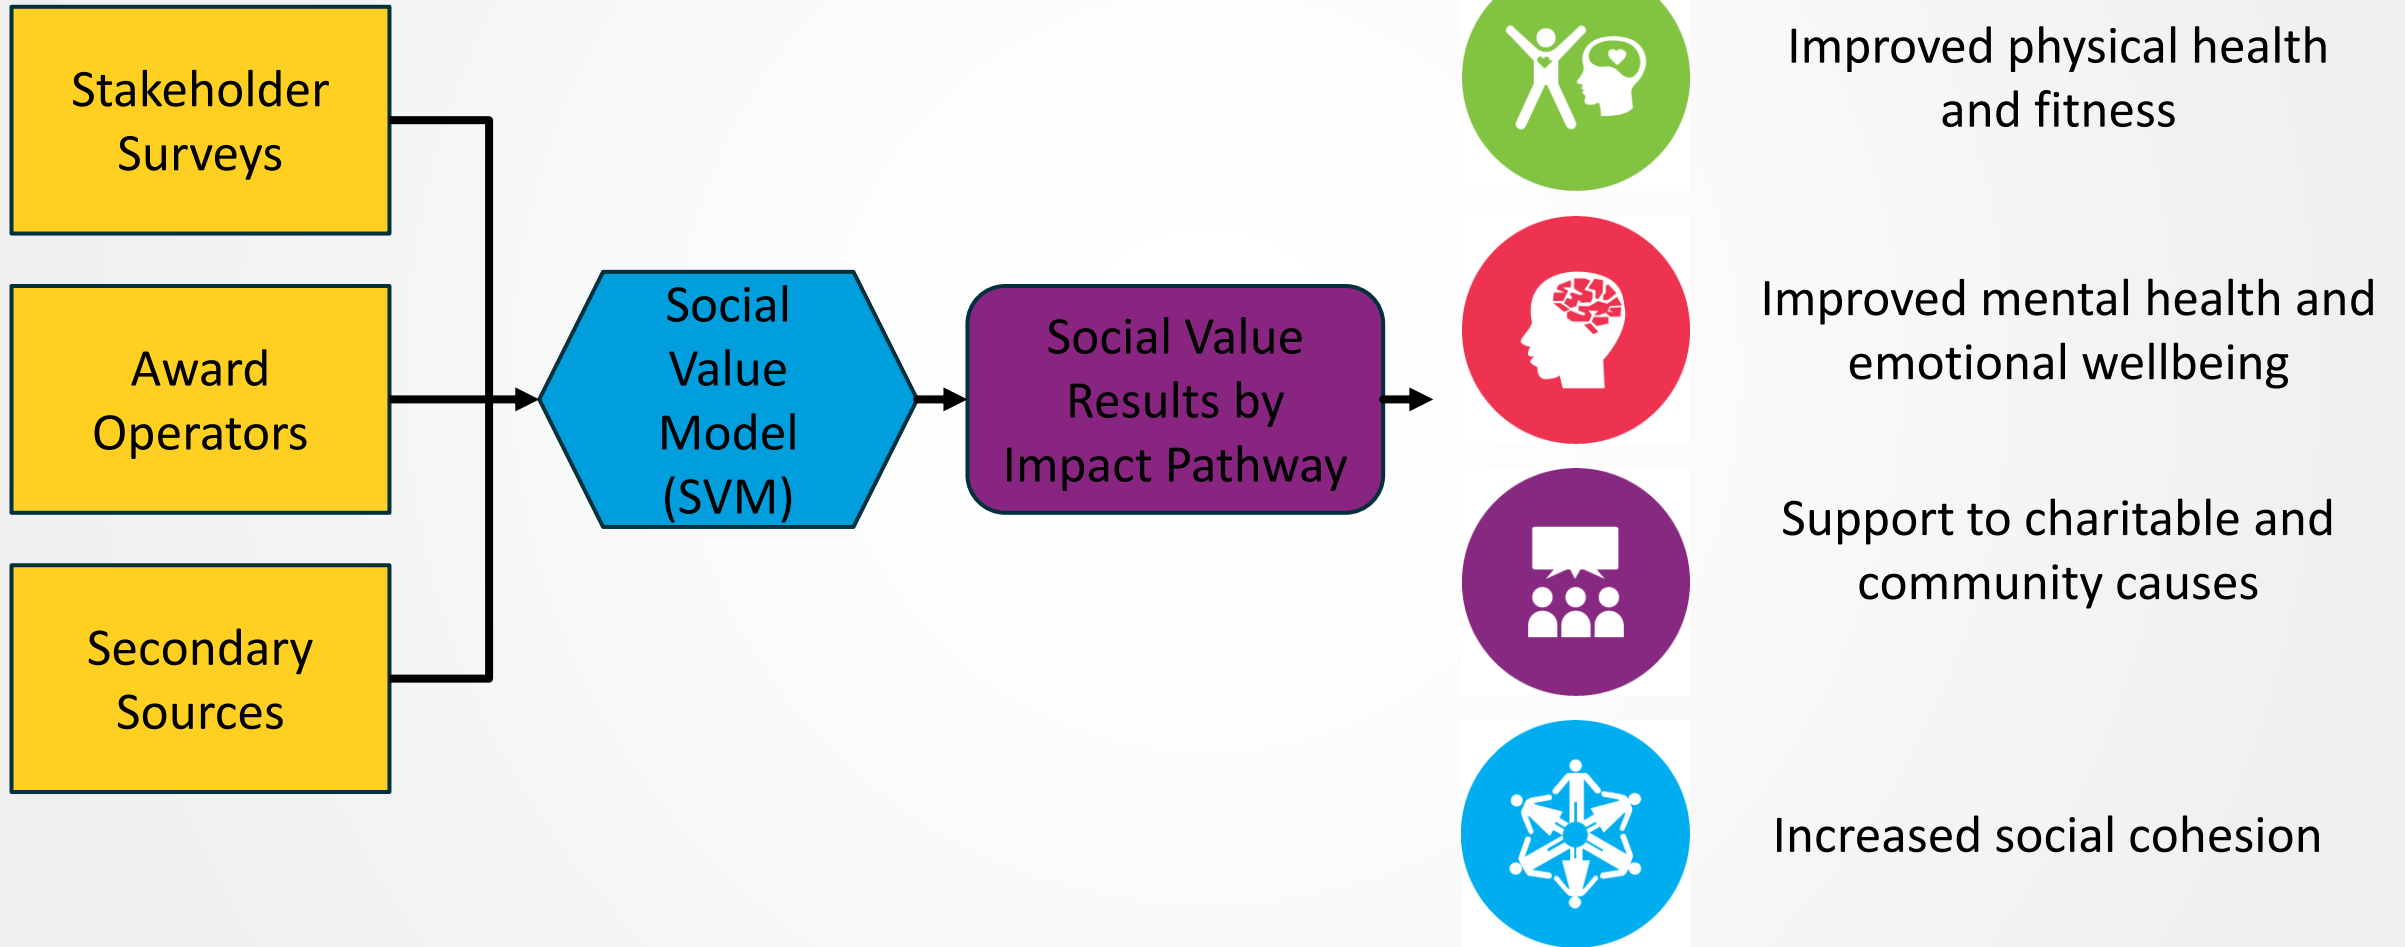 Stakeholder
Surveys
Award
Operators
Secondary
Sources
Social
Value
Model
(SVM)
Social Value
Results by
Impact Pathway
Improved physical health
and fitness
Improved mental health and
emotional wellbeing
Support to charitable and
community causes
Increased social cohesion